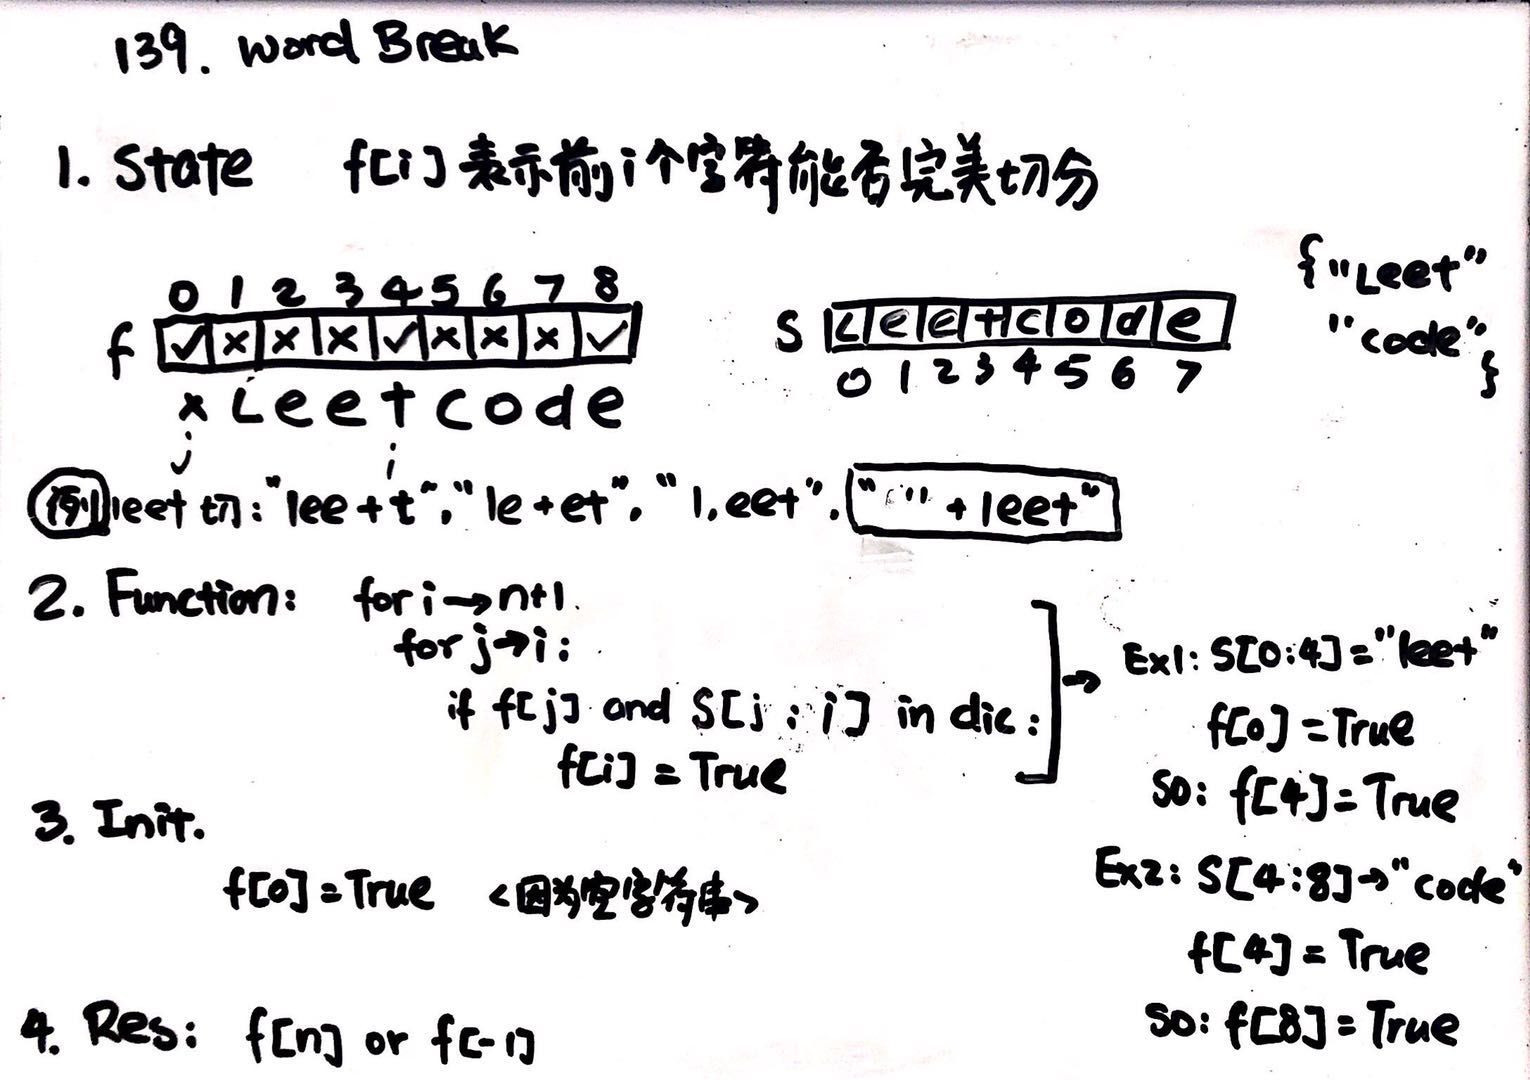 139. Word Break
1. State f[i]表示前i个字符能否完美切分
{"Leet"
"code"
}
0 1 2 3 4 5 6 7 8
f ✓ x x x ✓ x x x ✓
x Leetcode
j i
S L e e t c o d e
0 1 2 3 4 5 6 7
例 leet 切: "lee+t", "le+et", "l,eet", " "" + leet"
2. Function: for i→n+1.
for j→i:
if f[j] and S[j:i] in dic:
f[i] = True
→ Ex1: S[0:4]="leet"
f[0]=True
So: f[4]=True
Ex2: S[4:8]→"code"
f[4]=True
So: f[8]=True
3. Init.
f[0]=True <因为空字符串>
4. Res: f[n] or f[-1]